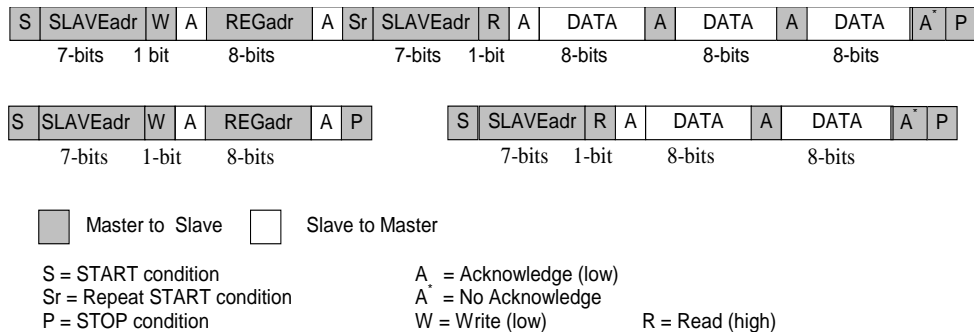 S SLAVEadr W A REGadr A Sr SLAVEadr R A DATA A DATA A DATA A* P
7-bits 1 bit 8-bits 7-bits 1-bit 8-bits 8-bits 8-bits
S SLAVEadr W A REGadr A P S SLAVEadr R A DATA A DATA A* P
7-bits 1-bit 8-bits 7-bits 1-bit 8-bits 8-bits
Master to Slave Slave to Master
S = START condition A = Acknowledge (low)
Sr = Repeat START condition A* = No Acknowledge
P = STOP condition W = Write (low) R = Read (high)